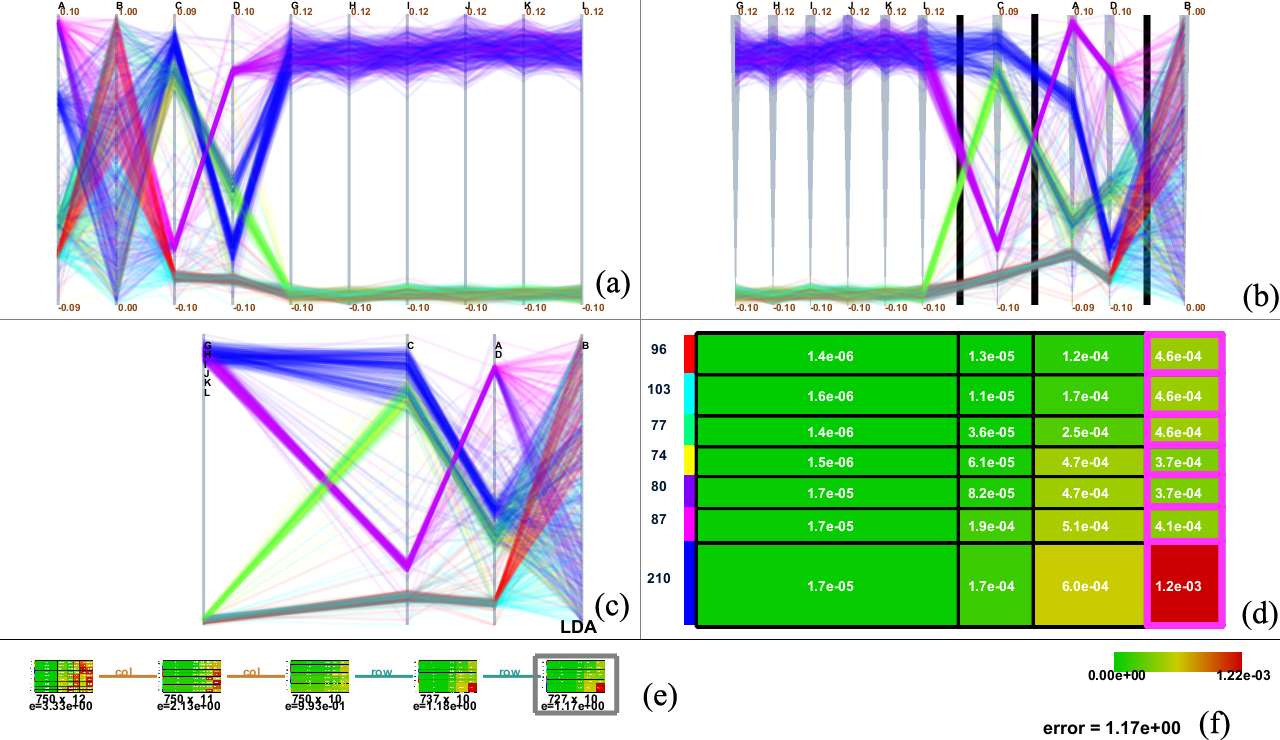 A B C D G H I J K L
0.10 1.00 0.09 0.10 0.12 0.12 0.12 0.12 0.12 0.12
-0.09 0.00 -0.10 -0.10 -0.10 -0.10 -0.10 -0.10 -0.10 -0.10
(a)
G H I J K L C A D B
0.12 0.12 0.12 0.12 0.12 0.12 0.09 0.10 0.10 1.00
-0.10 -0.10 -0.10 -0.10 -0.10 -0.10 -0.10 -0.09 -0.10 0.00
(b)
G C A B
H D
I
J
K
L
(c)
LDA
96 1.4e-06 1.3e-05 1.2e-04 4.6e-04
103 1.6e-06 1.1e-05 1.7e-04 4.6e-04
77 1.4e-06 3.6e-05 2.5e-04 4.6e-04
74 1.5e-06 6.1e-05 4.7e-04 3.7e-04
80 1.7e-05 8.2e-05 4.7e-04 3.7e-04
87 1.7e-05 1.9e-04 5.1e-04 4.1e-04
210 1.7e-05 1.7e-04 6.0e-04 1.2e-03
(d)
col col row row
750 x 12 750 x 11 750 x 10 737 x 10 727 x 10
e=3.33e+00 e=2.13e+00 e=9.93e-01 e=1.18e+00 e=1.17e+00
(e)
0.00e+00 1.22e-03
error = 1.17e+00
(f)